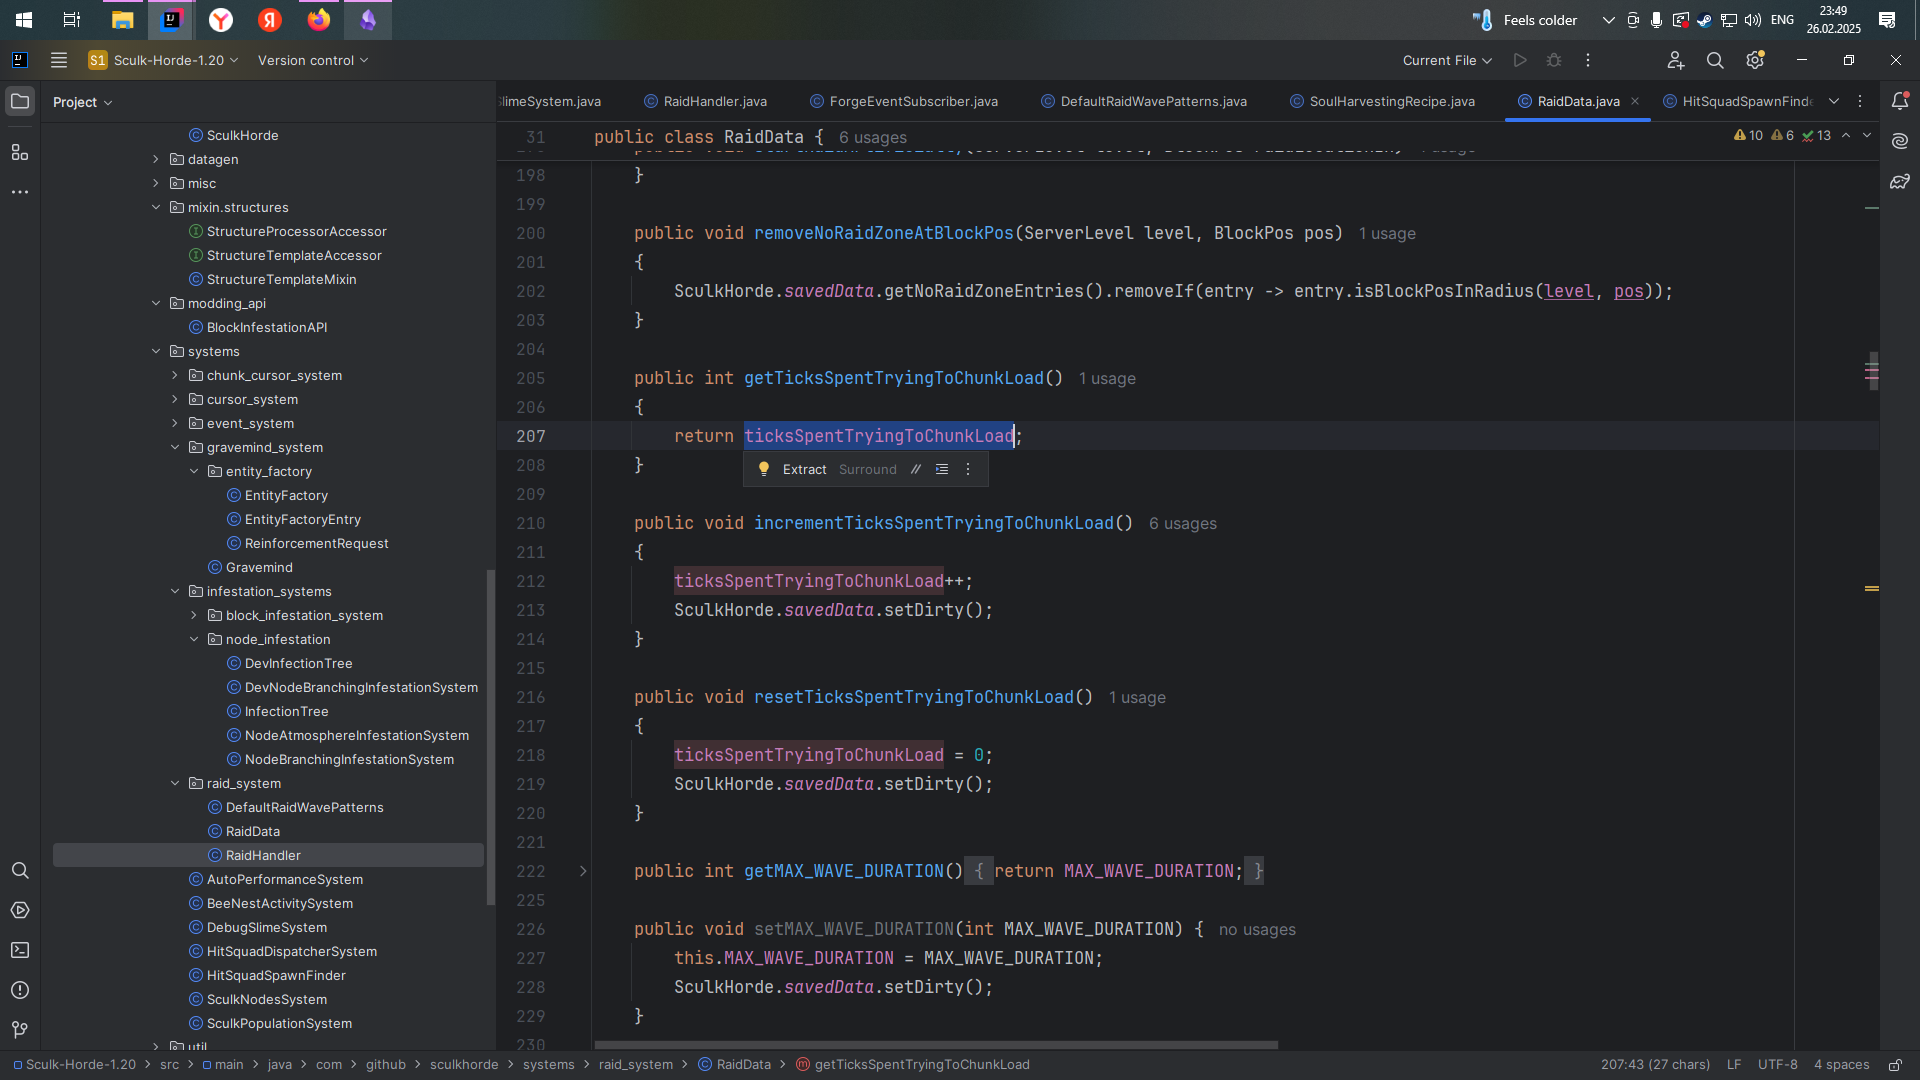 Feels colder
ENG
23:49
26.02.2025
S1 Sculk-Horde-1.20
Version control
Current File
Project
SculkHorde
datagen
misc
mixin.structures
StructureProcessorAccessor
StructureTemplateAccessor
StructureTemplateMixin
modding_api
BlockInfestationAPI
systems
chunk_cursor_system
cursor_system
event_system
gravemind_system
entity_factory
EntityFactory
EntityFactoryEntry
ReinforcementRequest
Gravemind
infestation_systems
block_infestation_system
node_infestation
DevInfectionTree
DevNodeBranchingInfestationSystem
InfectionTree
NodeAtmosphereInfestationSystem
NodeBranchingInfestationSystem
raid_system
DefaultRaidWavePatterns
RaidData
RaidHandler
AutoPerformanceSystem
BeeNestActivitySystem
DebugSlimeSystem
HitSquadDispatcherSystem
HitSquadSpawnFinder
SculkNodesSystem
SculkPopulationSystem
util
limeSystem.java
RaidHandler.java
ForgeEventSubscriber.java
DefaultRaidWavePatterns.java
SoulHarvestingRecipe.java
RaidData.java
HitSquadSpawnFinde
31 public class RaidData { 6 usages
10 6 13
198 }
199
200 public void removeNoRaidZoneAtBlockPos(ServerLevel level, BlockPos pos) 1 usage
201 {
202 SculkHorde.savedData.getNoRaidZoneEntries().removeIf(entry -> entry.isBlockPosInRadius(level, pos));
203 }
204
205 public int getTicksSpentTryingToChunkLoad() 1 usage
206 {
207 return ticksSpentTryingToChunkLoad;
208 }
Extract Surround //
209
210 public void incrementTicksSpentTryingToChunkLoad() 6 usages
211 {
212 ticksSpentTryingToChunkLoad++;
213 SculkHorde.savedData.setDirty();
214 }
215
216 public void resetTicksSpentTryingToChunkLoad() 1 usage
217 {
218 ticksSpentTryingToChunkLoad = 0;
219 SculkHorde.savedData.setDirty();
220 }
221
222 public int getMAX_WAVE_DURATION() { return MAX_WAVE_DURATION; }
225
226 public void setMAX_WAVE_DURATION(int MAX_WAVE_DURATION) { no usages
227 this.MAX_WAVE_DURATION = MAX_WAVE_DURATION;
228 SculkHorde.savedData.setDirty();
229 }
230
Sculk-Horde-1.20 > src > main > java > com > github > sculkhorde > systems > raid_system > RaidData > getTicksSpentTryingToChunkLoad
207:43 (27 chars) LF UTF-8 4 spaces